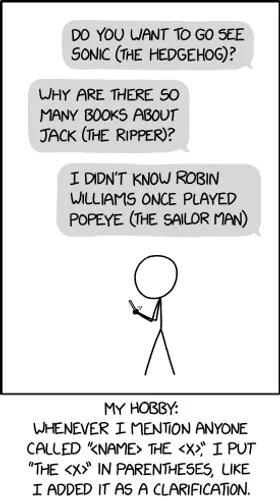 DO YOU WANT TO GO SEE
SONIC (THE HEDGEHOG)?
WHY ARE THERE SO
MANY BOOKS ABOUT
JACK (THE RIPPER)?
I DIDN'T KNOW ROBIN
WILLIAMS ONCE PLAYED
POPEYE (THE SAILOR MAN)
MY HOBBY:
WHENEVER I MENTION ANYONE
CALLED "<NAME> THE <X>," I PUT
"THE <X>" IN PARENTHESES, LIKE
I ADDED IT AS A CLARIFICATION.